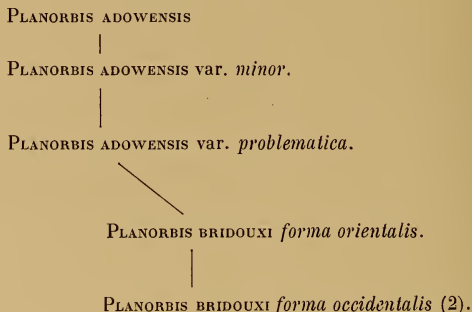 Planorbis adowensis
Planorbis adowensis var. minor.
Planorbis adowensis var. problematica.
Planorbis bridouxi forma orientalis.
Planorbis bridouxi forma occidentalis (2).